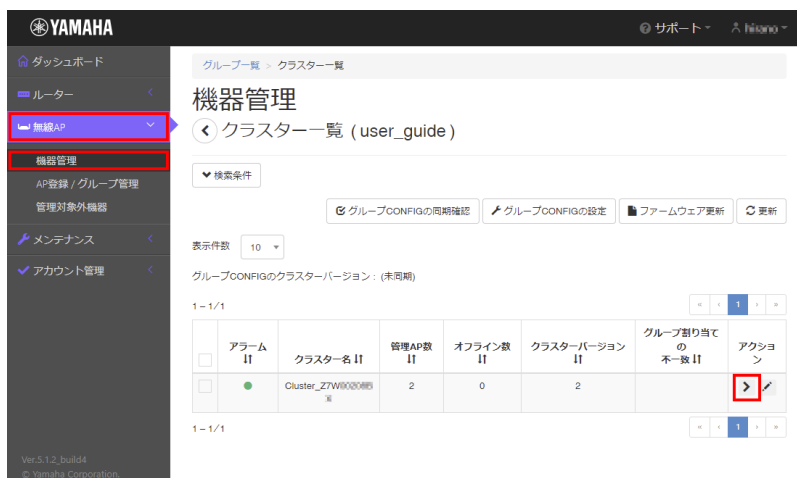 YAMAHA
サポート
ダッシュボード
ルーター
無線AP
機器管理
AP登録 / グループ管理
管理対象外機器
メンテナンス
アカウント管理
Ver.5.1.2_build4
© Yamaha Corporation.
グループ一覧 > クラスター一覧
機器管理
クラスター一覧 ( user_guide )
検索条件
グループCONFIGの同期確認 グループCONFIGの設定 ファームウェア更新 更新
表示件数 10
グループCONFIGのクラスターバージョン : (未同期)
1 – 1/1 « ‹ 1 › »
アラーム クラスター名 管理AP数 オフライン数 クラスターバージョン グループ割り当ての不一致 アクション
Cluster_Z7W 2 0 2
1 – 1/1 « ‹ 1 › »